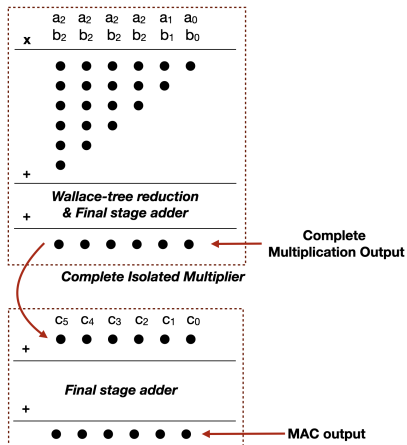 a₂ a₂ a₂ a₂ a₁ a₀
x b₂ b₂ b₂ b₂ b₁ b₀
+
Wallace-tree reduction
+ & Final stage adder
Complete
Multiplication Output
Complete Isolated Multiplier
c₅ c₄ c₃ c₂ c₁ c₀
+
Final stage adder
+
MAC output